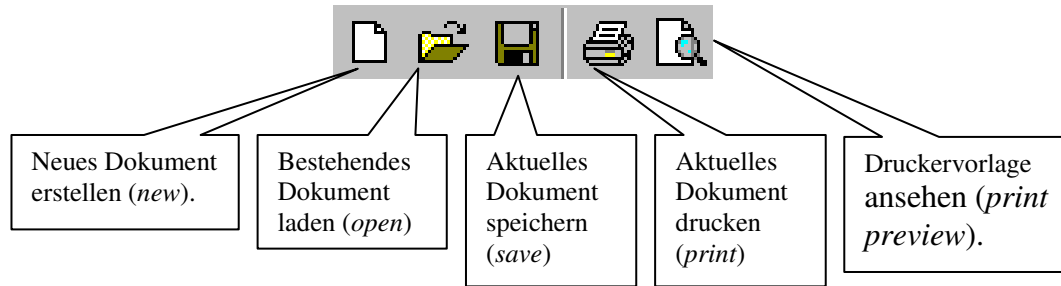 Neues Dokument
erstellen (new).
Bestehendes
Dokument
laden (open)
Aktuelles
Dokument
speichern
(save)
Aktuelles
Dokument
drucken
(print)
Druckervorlage
ansehen (print
preview).